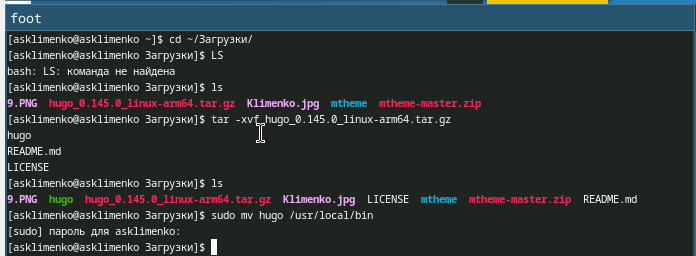 foot
[asklimenko@asklimenko ~]$ cd ~/Загрузки/
[asklimenko@asklimenko Загрузки]$ LS
bash: LS: команда не найдена
[asklimenko@asklimenko Загрузки]$ ls
9.PNG hugo_0.145.0_linux-arm64.tar.gz Klimenko.jpg mtheme mtheme-master.zip
[asklimenko@asklimenko Загрузки]$ tar -xvf hugo_0.145.0_linux-arm64.tar.gz
hugo
README.md
LICENSE
[asklimenko@asklimenko Загрузки]$ ls
9.PNG hugo hugo_0.145.0_linux-arm64.tar.gz Klimenko.jpg LICENSE mtheme mtheme-master.zip README.md
[asklimenko@asklimenko Загрузки]$ sudo mv hugo /usr/local/bin
[sudo] пароль для asklimenko:
[asklimenko@asklimenko Загрузки]$